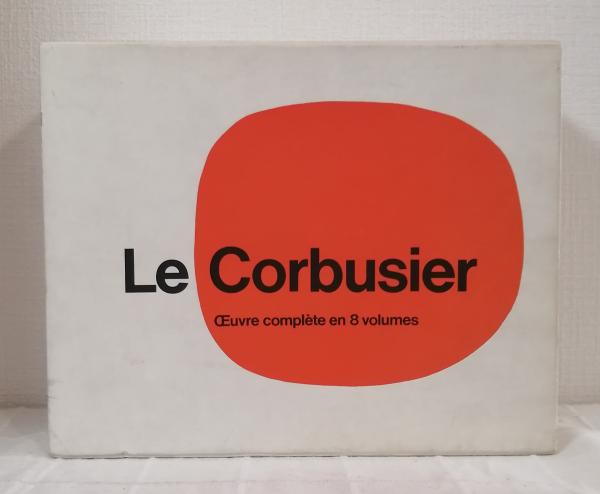 Le Corbusier
Œuvre complète en 8 volumes